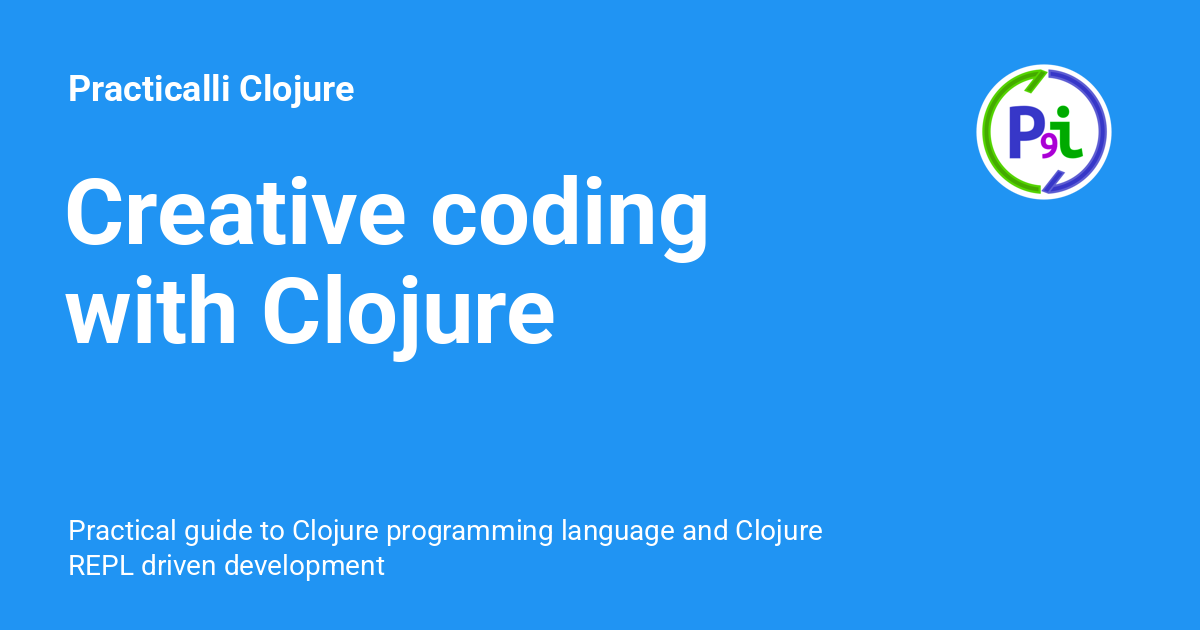 Practicalli Clojure
P9i
Creative coding
with Clojure
Practical guide to Clojure programming language and Clojure
REPL driven development